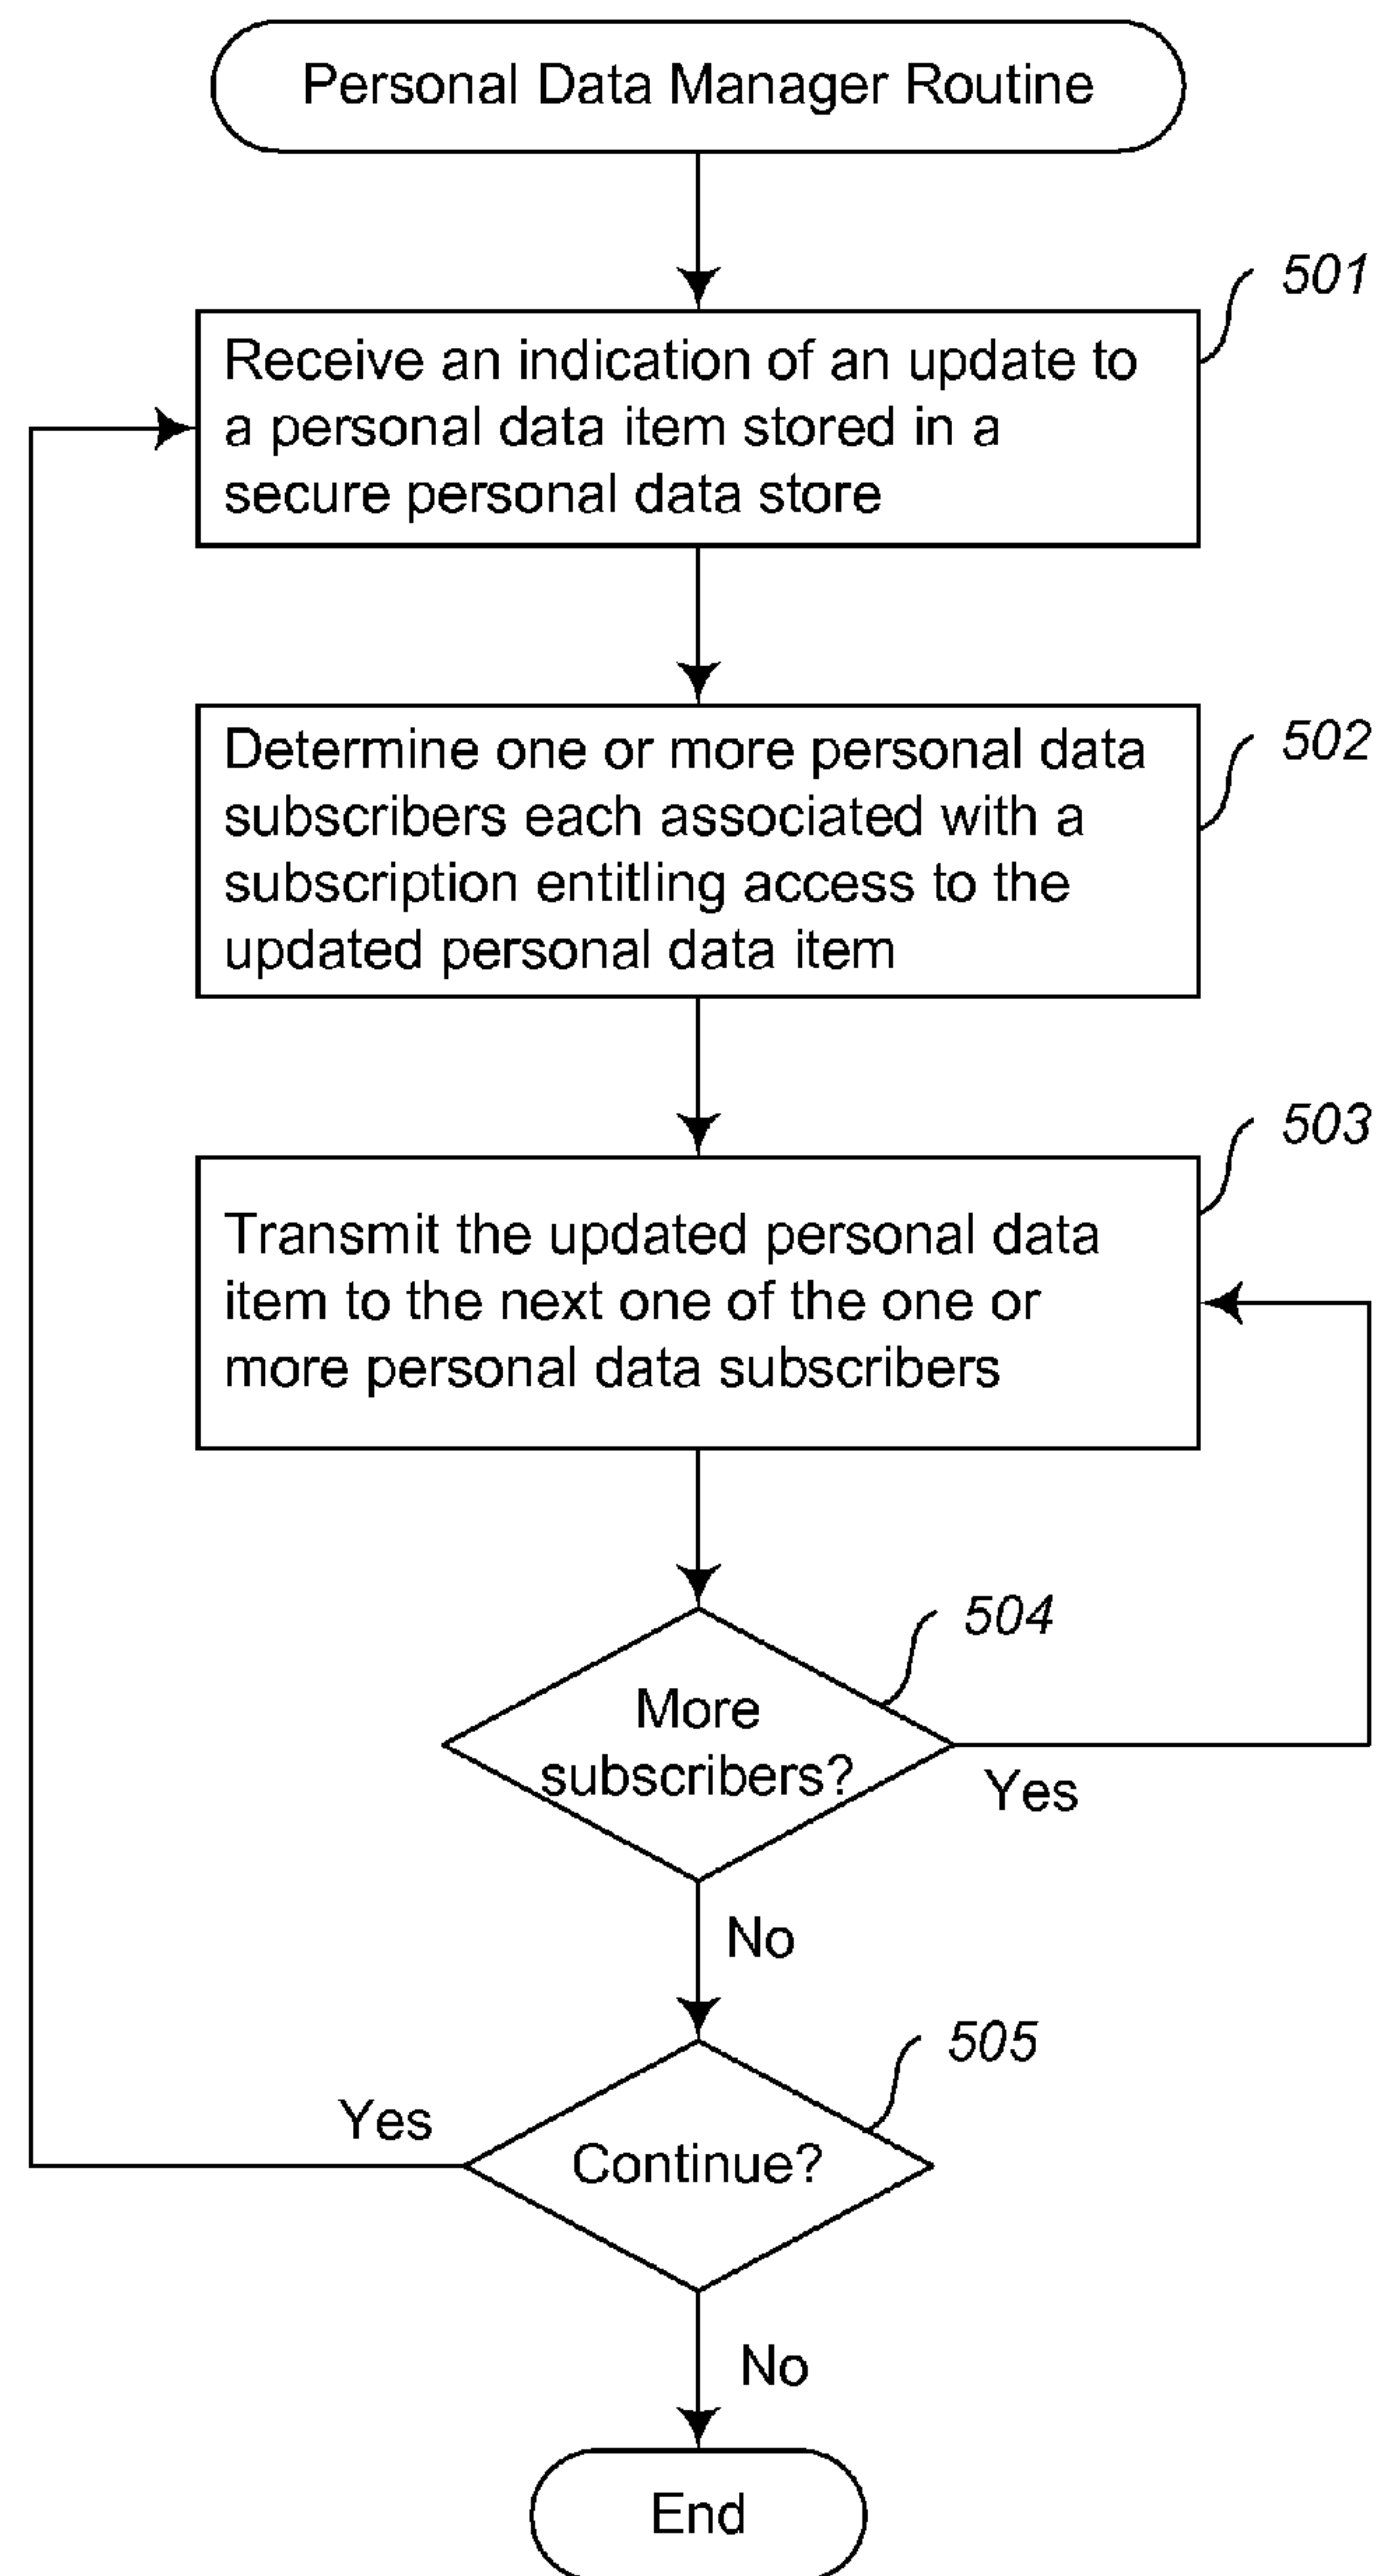 Personal Data Manager Routine
501
Receive an indication of an update to
a personal data item stored in a
secure personal data store
502
Determine one or more personal data
subscribers each associated with a
subscription entitling access to the
updated personal data item
503
Transmit the updated personal data
item to the next one of the one or
more personal data subscribers
504
More
subscribers?
Yes
No
505
Yes
Continue?
No
End